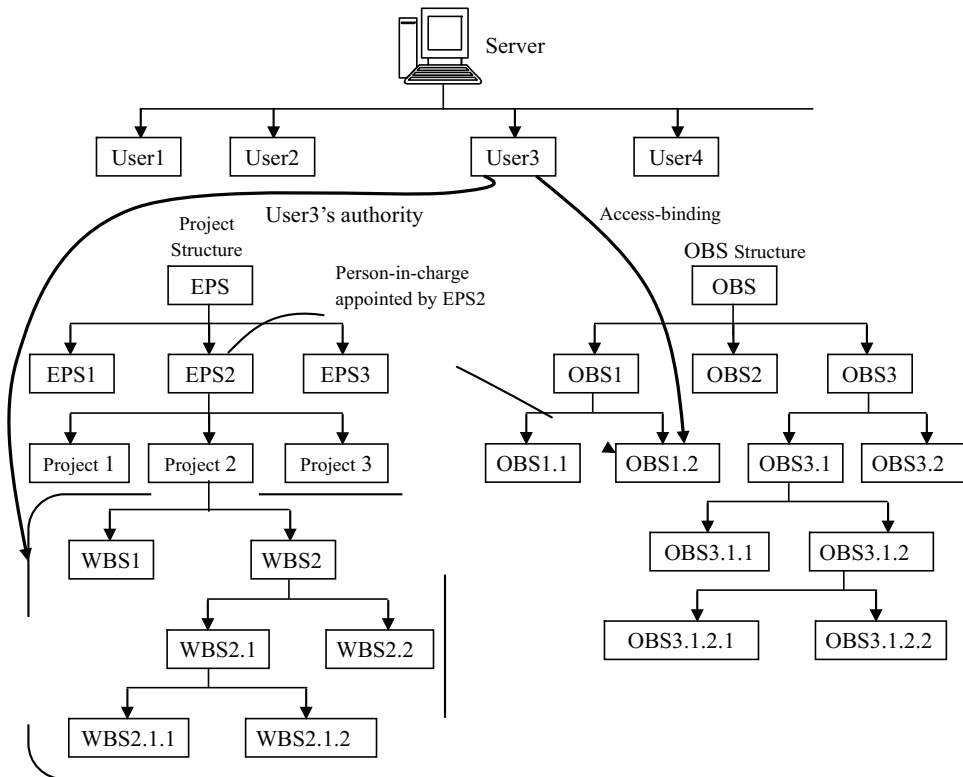 Server
User1
User2
User3
User4
User3's authority
Access-binding
Project
Structure
OBS Structure
EPS
Person-in-charge
appointed by EPS2
OBS
EPS1
EPS2
EPS3
OBS1
OBS2
OBS3
Project 1
Project 2
Project 3
OBS1.1
OBS1.2
OBS3.1
OBS3.2
WBS1
WBS2
OBS3.1.1
OBS3.1.2
WBS2.1
WBS2.2
OBS3.1.2.1
OBS3.1.2.2
WBS2.1.1
WBS2.1.2